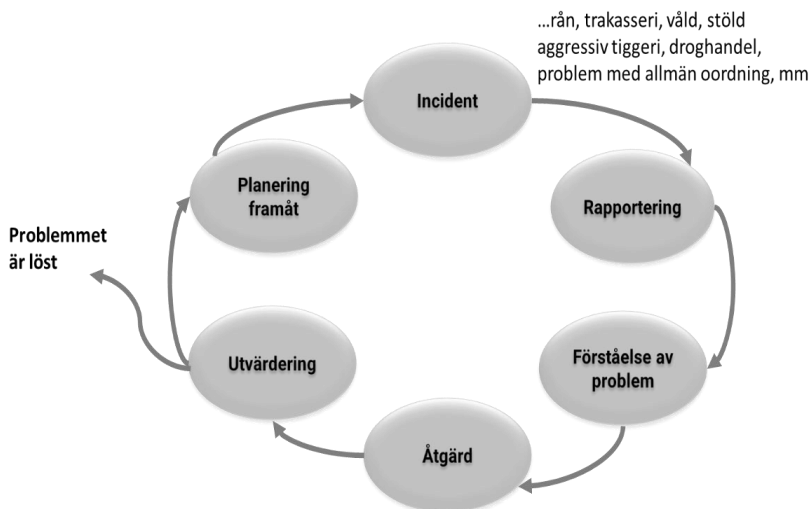 ...rån, trakasseri, våld, stöld
aggressiv tiggeri, droghandel,
problem med allmän oordning, mm
Incident
Rapportering
Förståelse av
problem
Åtgärd
Utvärdering
Problemmet
är löst
Planering
framåt